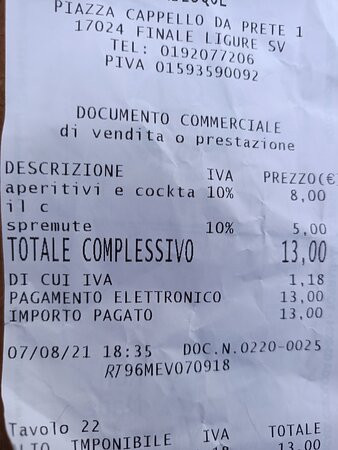 PIAZZA CAPPELLO DA PRETE 1
17024 FINALE LIGURE SV
TEL: 0192077206
PIVA 01593590092
DOCUMENTO COMMERCIALE
di vendita o prestazione
DESCRIZIONE IVA PREZZO(€)
aperitivi e cockta 10% 8,00
il c
spremute 10% 5,00
TOTALE COMPLESSIVO 13,00
DI CUI IVA 1,18
PAGAMENTO ELETTRONICO 13,00
IMPORTO PAGATO 13,00
07/08/21 18:35 DOC.N.0220-0025
RT96MEV070918
Tavolo 22
IMPONIBILE IVA TOTALE
18 13,00